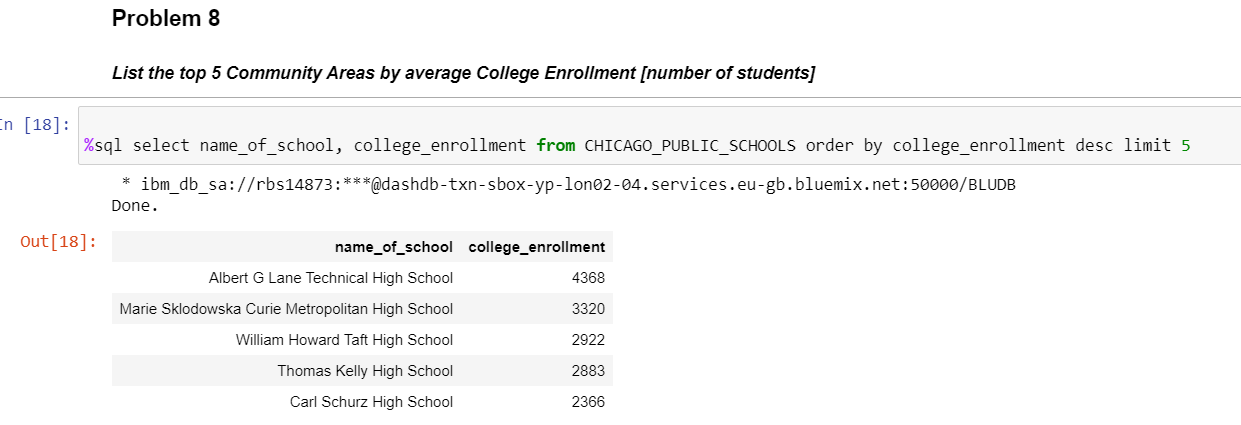 Problem 8
List the top 5 Community Areas by average College Enrollment [number of students]
In [18]:
%sql select name_of_school, college_enrollment from CHICAGO_PUBLIC_SCHOOLS order by college_enrollment desc limit 5
* ibm_db_sa://rbs14873:***@dashdb-txn-sbox-yp-lon02-04.services.eu-gb.bluemix.net:50000/BLUDB
Done.
Out[18]:
name_of_school college_enrollment
Albert G Lane Technical High School 4368
Marie Sklodowska Curie Metropolitan High School 3320
William Howard Taft High School 2922
Thomas Kelly High School 2883
Carl Schurz High School 2366